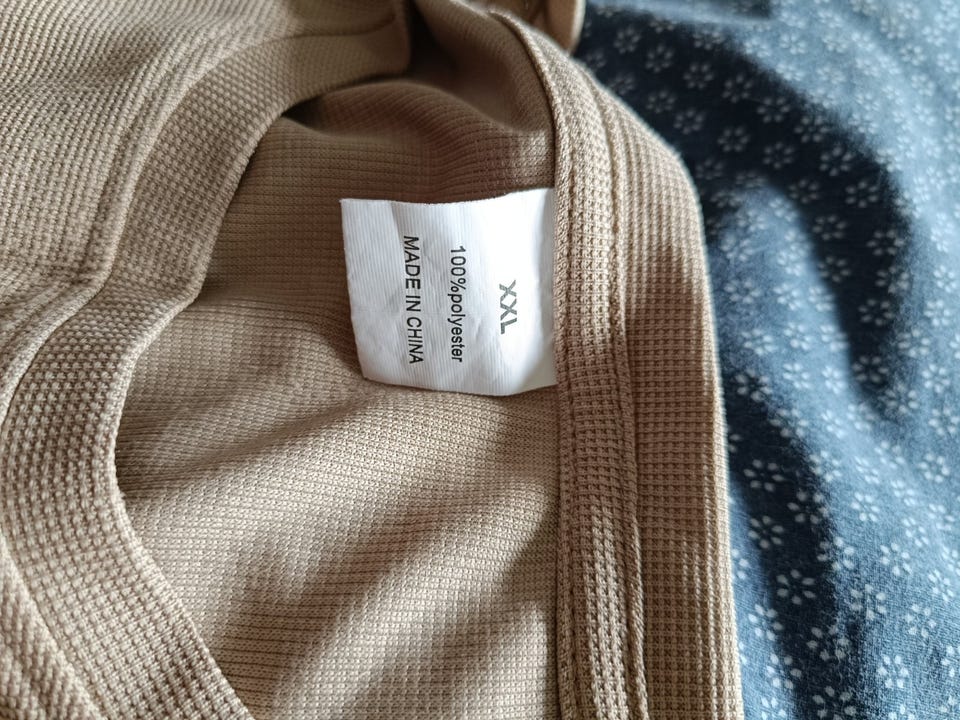 XXL
100%polyester
MADE IN CHINA